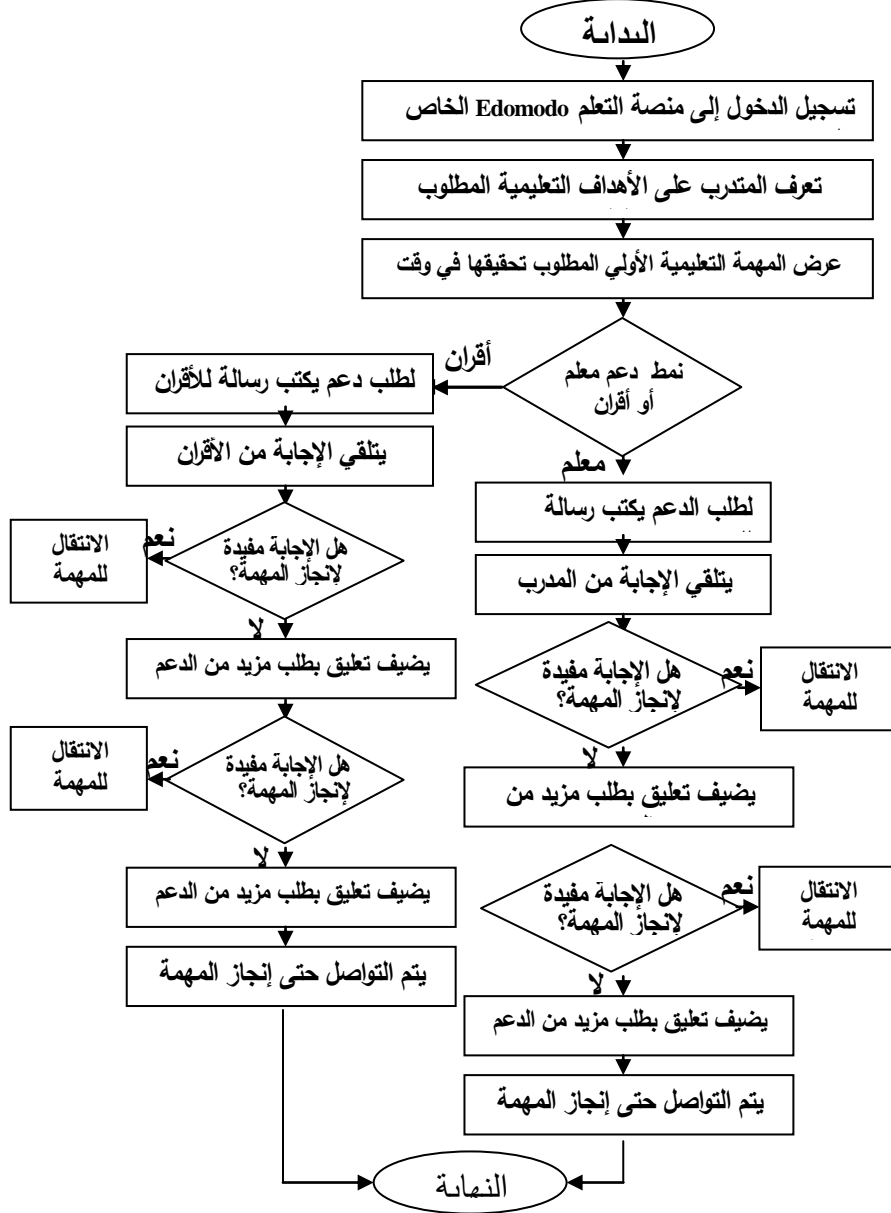 البداية
تسجيل الدخول إلى منصة التعلم Edomodo الخاص
تعرف المتدرب على الأهداف التعليمية المطلوب
عرض المهمة التعليمية الأولي المطلوب تحقيقها في وقت
نمط دعم معلم
أو أقران
أقران
لطلب دعم يكتب رسالة للأقران
يتلقي الإجابة من الأقران
هل الإجابة مفيدة
لإنجاز المهمة؟
نعم
الانتقال
للمهمة
لا
يضيف تعليق بطلب مزيد من الدعم
هل الإجابة مفيدة
لإنجاز المهمة؟
نعم
الانتقال
للمهمة
لا
يضيف تعليق بطلب مزيد من الدعم
يتم التواصل حتى إنجاز المهمة
معلم
لطلب الدعم يكتب رسالة
يتلقي الإجابة من المدرب
هل الإجابة مفيدة
لإنجاز المهمة؟
نعم
الانتقال
للمهمة
لا
يضيف تعليق بطلب مزيد من
هل الإجابة مفيدة
لإنجاز المهمة؟
نعم
الانتقال
للمهمة
لا
يضيف تعليق بطلب مزيد من الدعم
يتم التواصل حتى إنجاز المهمة
النهاية